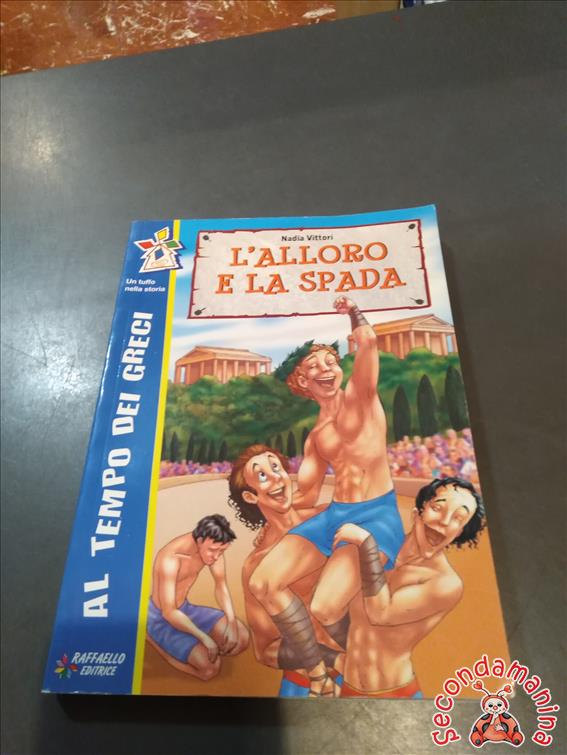 Nadia Vittori
L'ALLORO
E LA SPADA
Un tuffo
nella storia
AL TEMPO DEI GRECI
RAFFAELLO
EDITRICE
Secondamanina